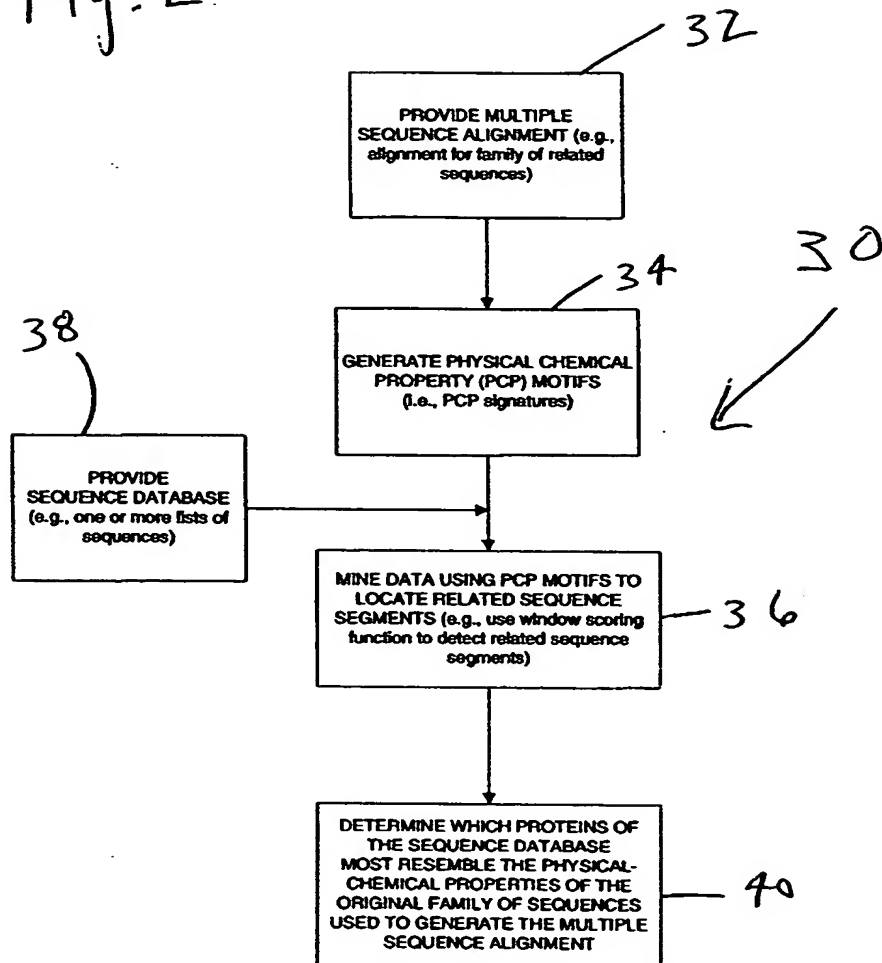 Fig. 2
32
PROVIDE MULTIPLE
SEQUENCE ALIGNMENT (e.g.,
alignment for family of related
sequences)
30
34
38
GENERATE PHYSICAL CHEMICAL
PROPERTY (PCP) MOTIFS
(i.e., PCP signatures)
PROVIDE
SEQUENCE DATABASE
(e.g., one or more lists of
sequences)
MINE DATA USING PCP MOTIFS TO
LOCATE RELATED SEQUENCE
SEGMENTS (e.g., use window scoring
function to detect related sequence
segments)
36
DETERMINE WHICH PROTEINS OF
THE SEQUENCE DATABASE
MOST RESEMBLE THE PHYSICAL-
CHEMICAL PROPERTIES OF THE
ORIGINAL FAMILY OF SEQUENCES
USED TO GENERATE THE MULTIPLE
SEQUENCE ALIGNMENT
40